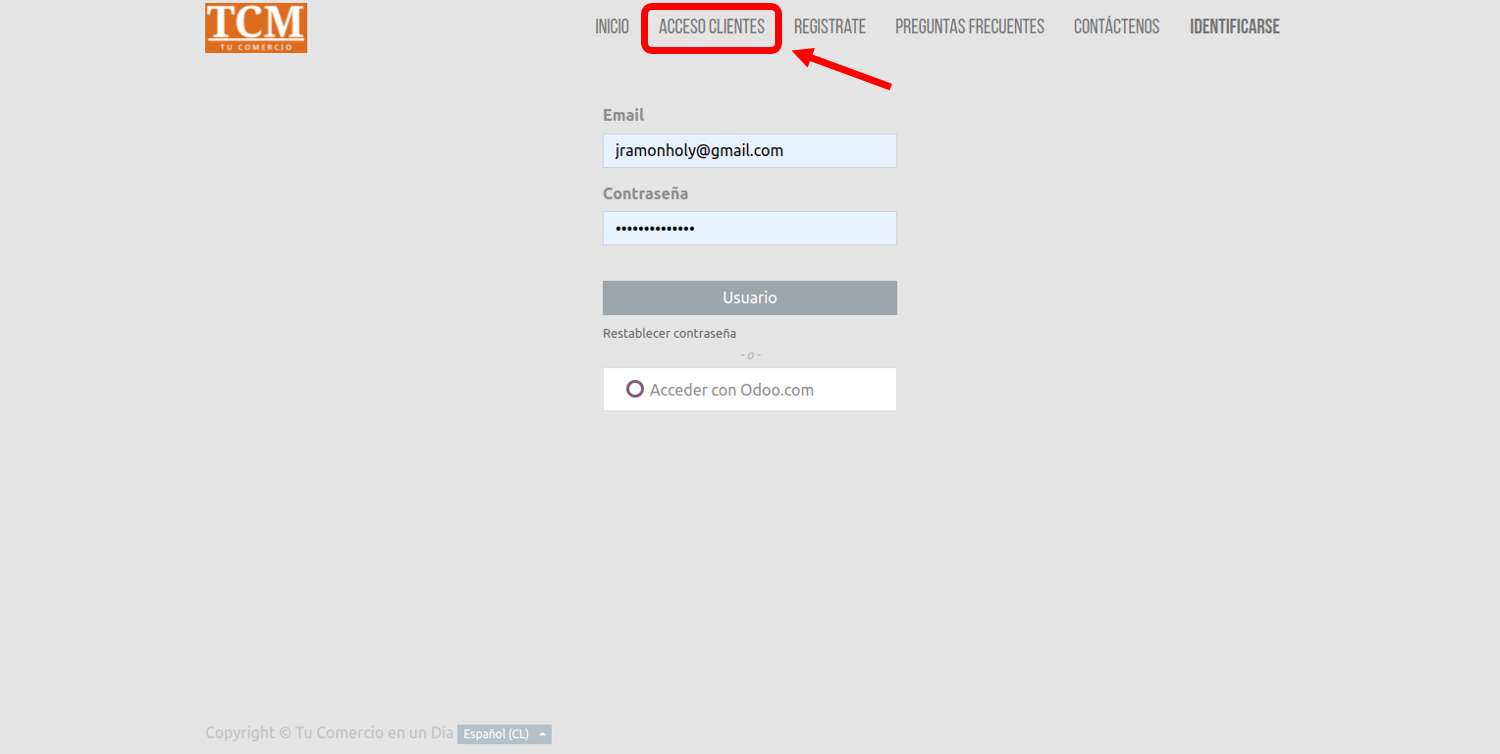 TCM
TU COMERCIO
INICIO ACCESO CLIENTES REGISTRATE PREGUNTAS FRECUENTES CONTÁCTENOS IDENTIFICARSE
Email
jramonholy@gmail.com
Contraseña
••••••••••••••
Usuario
Restablecer contraseña
- o -
Acceder con Odoo.com
Copyright © Tu Comercio en un Día Español (CL)